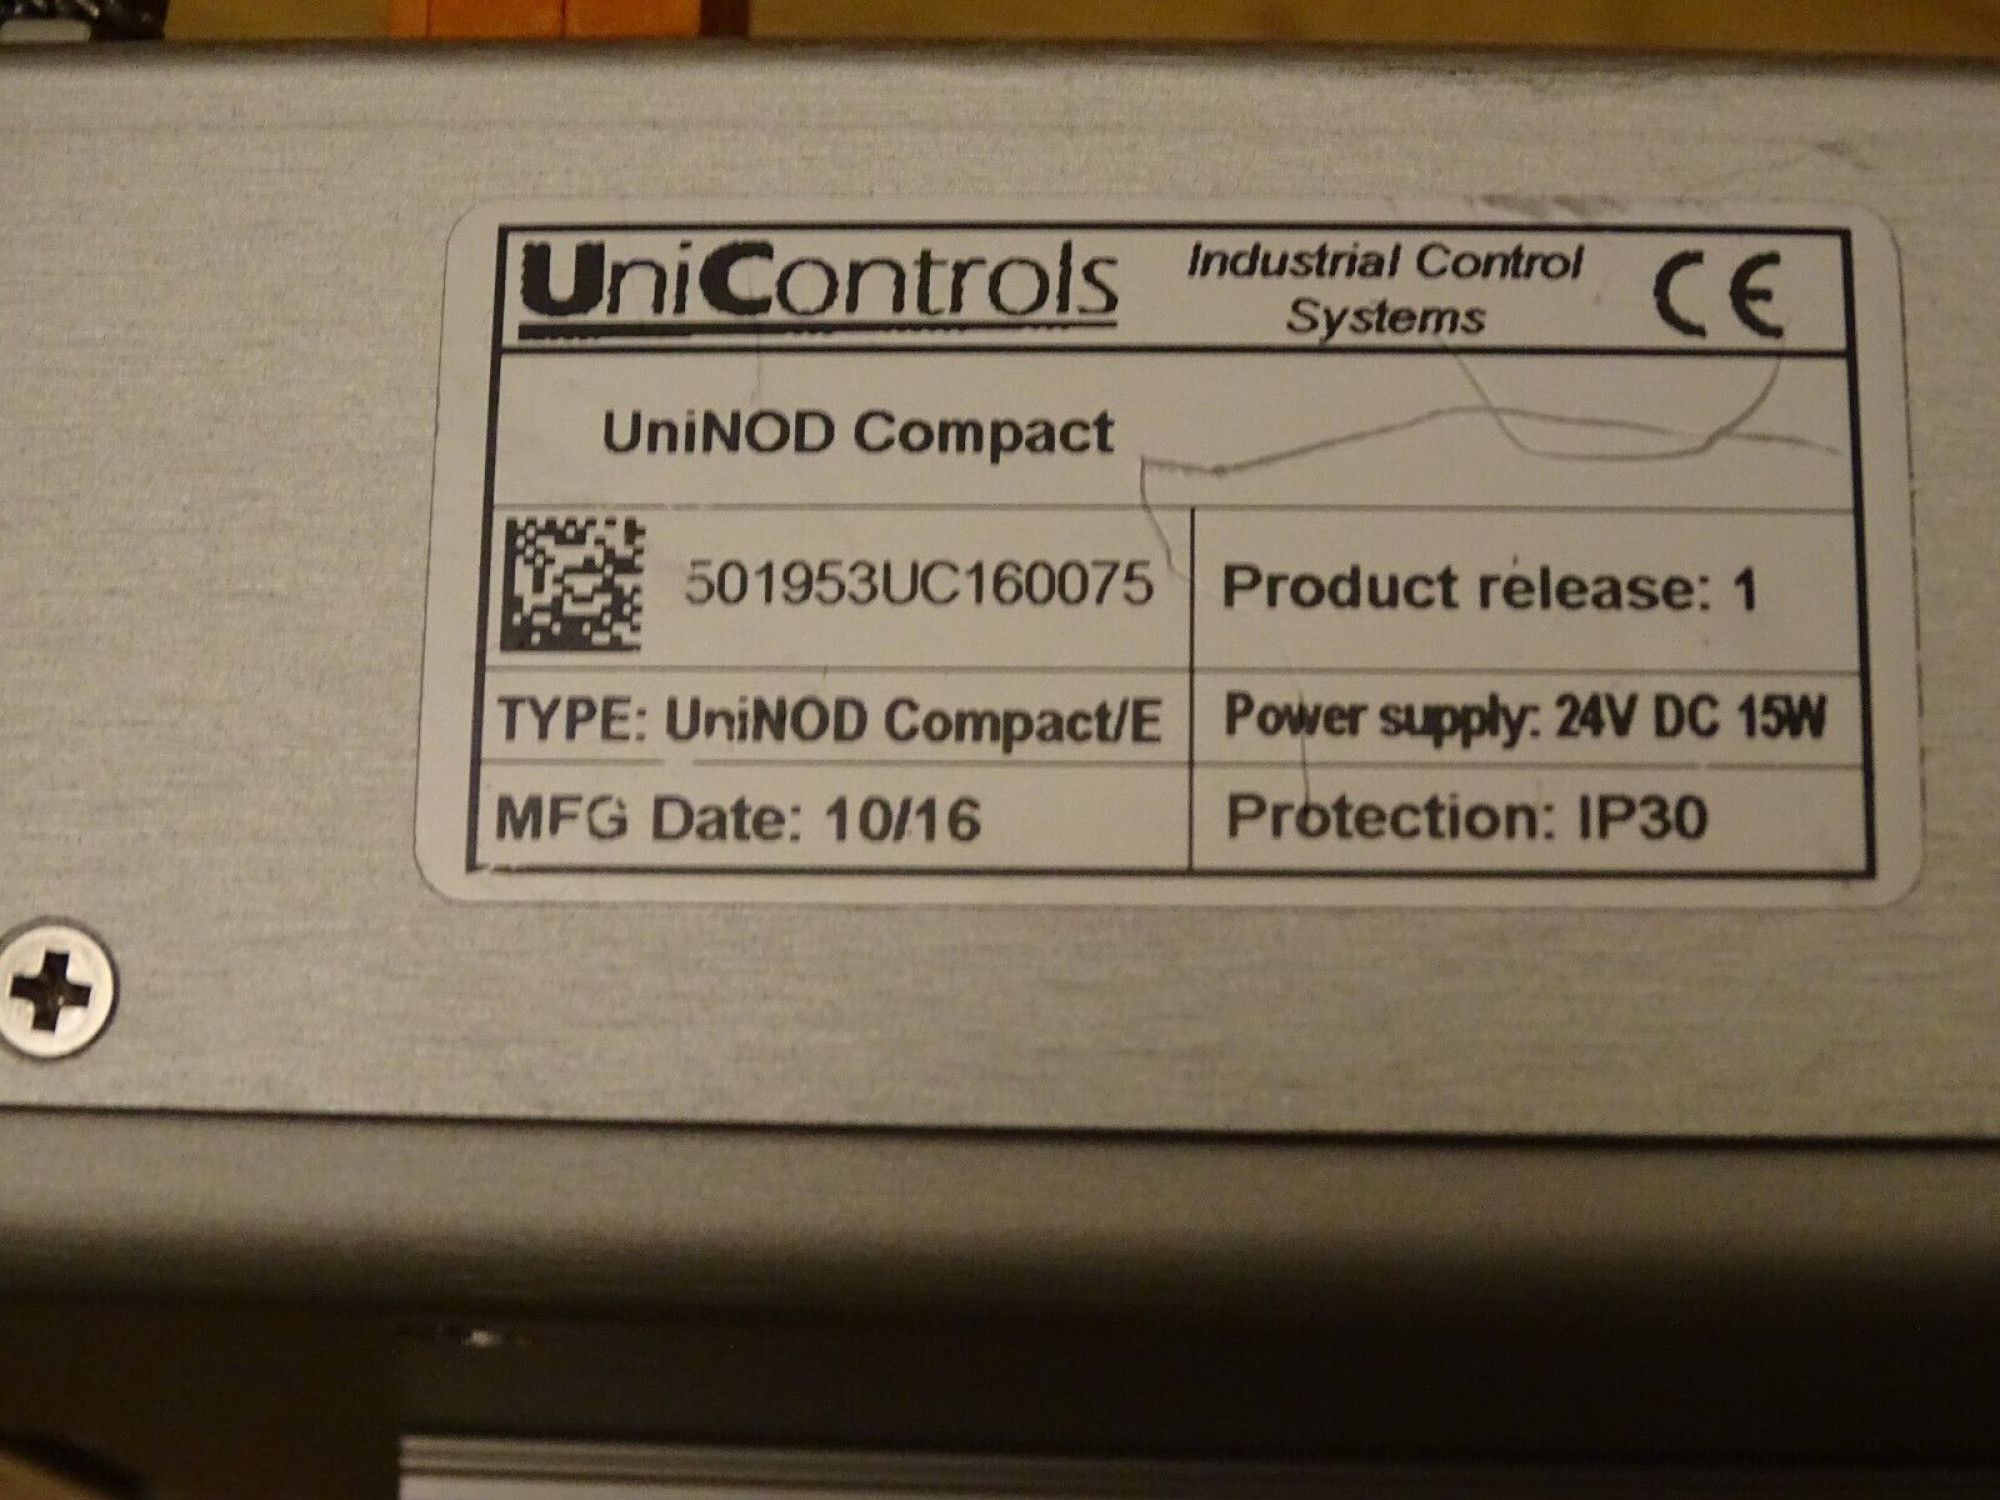 UniControls
Industrial Control
Systems
CE
UniNOD Compact
501953UC160075
Product release: 1
TYPE: UniNOD Compact/E
Power supply: 24V DC 15W
MFG Date: 10/16
Protection: IP30